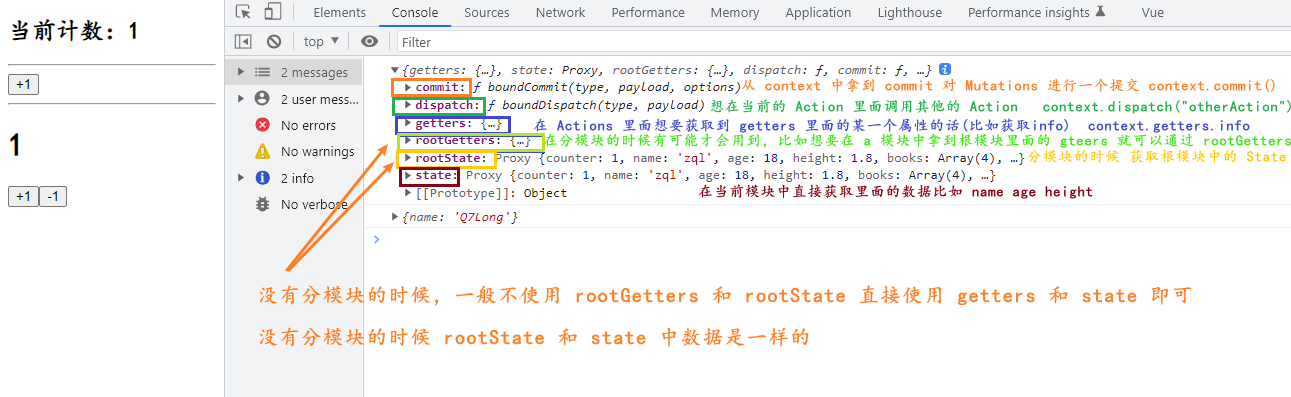 当前计数：1
+1
1
+1 -1
Elements Console Sources Network Performance Memory Application Lighthouse Performance insights Vue
top Filter
2 messages
2 user mess...
No errors
No warnings
2 info
No verbose
{getters: {…}, state: Proxy, rootGetters: {…}, dispatch: ƒ, commit: ƒ, …}
commit: ƒ boundCommit(type, payload, options) 从 context 中拿到 commit 对 Mutations 进行一个提交 context.commit()
dispatch: ƒ boundDispatch(type, payload) 想在当前的 Action 里面调用其他的 Action context.dispatch("otherAction")
getters: {…} 在 Actions 里面想要获取到 getters 里面的某一个属性的话(比如获取info) context.getters.info
rootGetters: {…} 在分模块的时候有可能才会用到，比如想要在 a 模块中拿到根模块里面的 gteers 就可以通过 rootGetters
rootState: Proxy {counter: 1, name: 'zql', age: 18, height: 1.8, books: Array(4), …} 分模块的时候 获取根模块中的 State
state: Proxy {counter: 1, name: 'zql', age: 18, height: 1.8, books: Array(4), …}
[[Prototype]]: Object 在当前模块中直接获取里面的数据比如 name age height
{name: 'Q7Long'}
没有分模块的时候，一般不使用 rootGetters 和 rootState 直接使用 getters 和 state 即可
没有分模块的时候 rootState 和 state 中数据是一样的